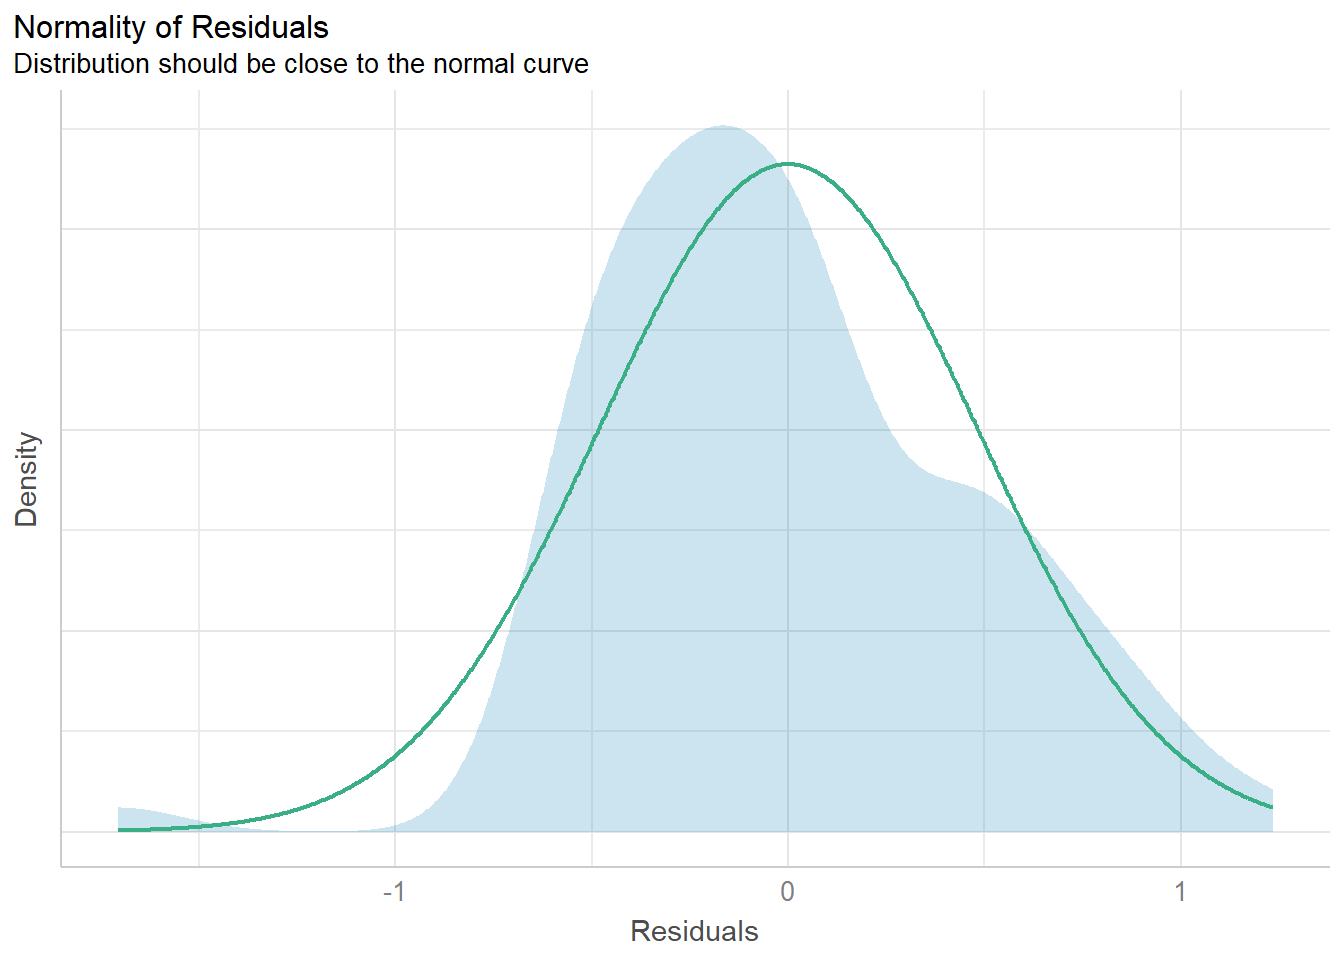 Normality of Residuals
Distribution should be close to the normal curve
Density
-1
0
1
Residuals